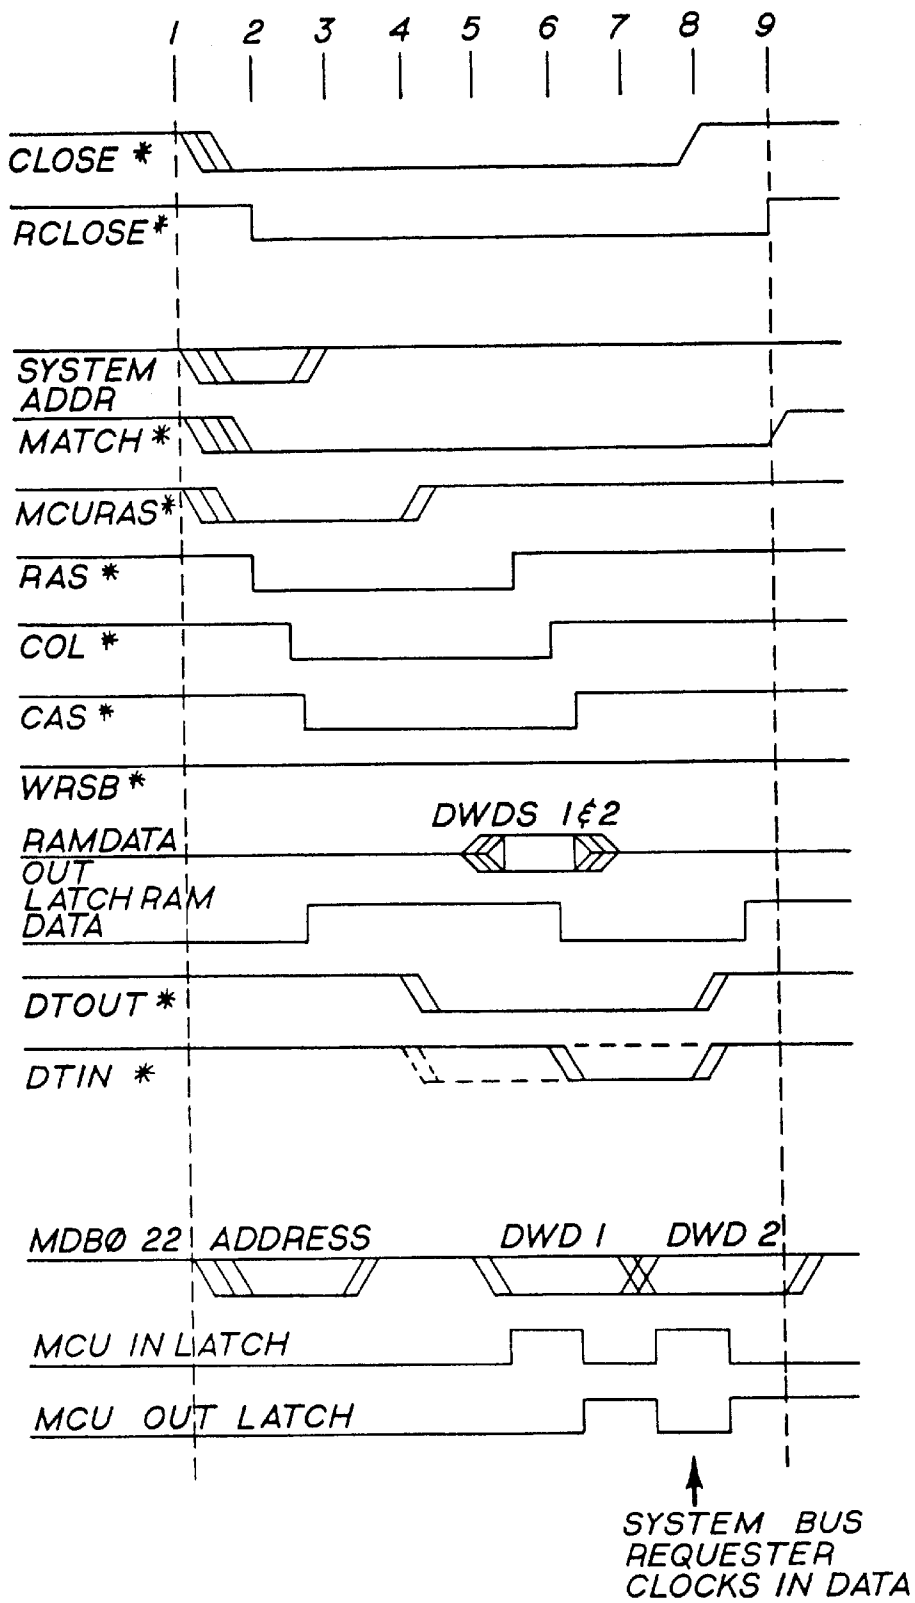 1 2 3 4 5 6 7 8 9
CLOSE *
RCLOSE*
SYSTEM
ADDR
MATCH *
MCURAS*
RAS *
COL *
CAS *
WRSB *
DWDS 1&2
RAMDATA
OUT
LATCH RAM
DATA
DTOUT *
DTIN *
MDBØ 22 ADDRESS DWD 1 DWD 2
MCU IN LATCH
MCU OUT LATCH
SYSTEM BUS
REQUESTER
CLOCKS IN DATA